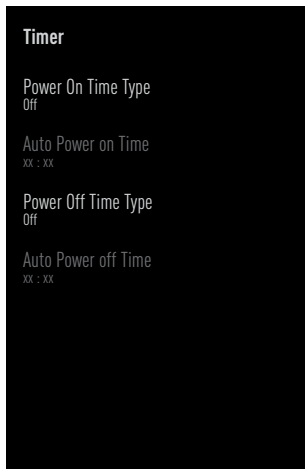 Timer
Power On Time Type
Off
Auto Power on Time
xx : xx
Power Off Time Type
Off
Auto Power off Time
xx : xx